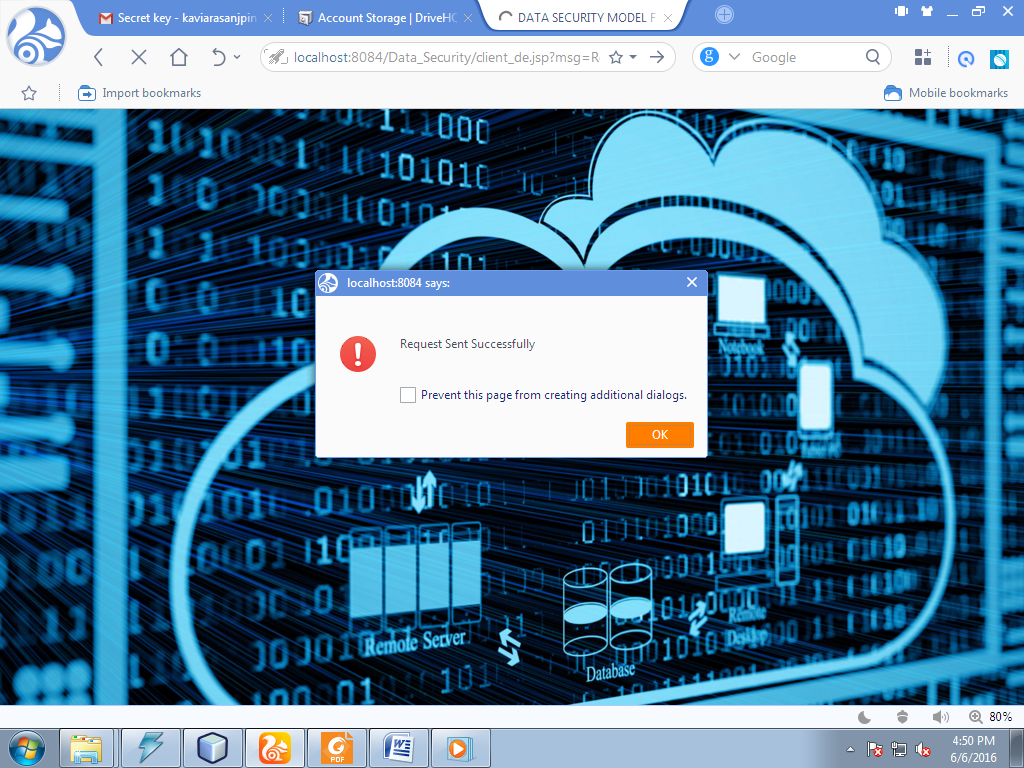 Secret key - kaviarasanjpin
Account Storage | DriveHQ
DATA SECURITY MODEL F
localhost:8084/Data_Security/client_de.jsp?msg=R
g
Google
Import bookmarks
Mobile bookmarks
localhost:8084 says:
Request Sent Successfully
Prevent this page from creating additional dialogs.
OK
Notebook
Remote Server
Database
Remote
Desktop
80%
PDF
4:50 PM
6/6/2016